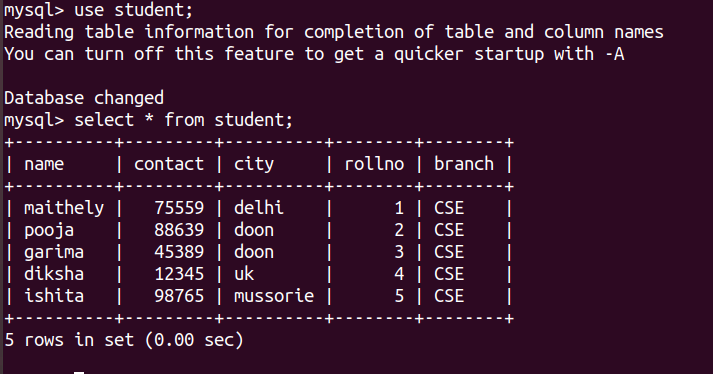 mysql> use student;
Reading table information for completion of table and column names
You can turn off this feature to get a quicker startup with -A

Database changed
mysql> select * from student;
+----------+---------+----------+--------+--------+
| name     | contact | city     | rollno | branch |
+----------+---------+----------+--------+--------+
| maithely |   75559 | delhi    |      1 | CSE    |
| pooja    |   88639 | doon     |      2 | CSE    |
| garima   |   45389 | doon     |      3 | CSE    |
| diksha   |   12345 | uk       |      4 | CSE    |
| ishita   |   98765 | mussorie |      5 | CSE    |
+----------+---------+----------+--------+--------+
5 rows in set (0.00 sec)